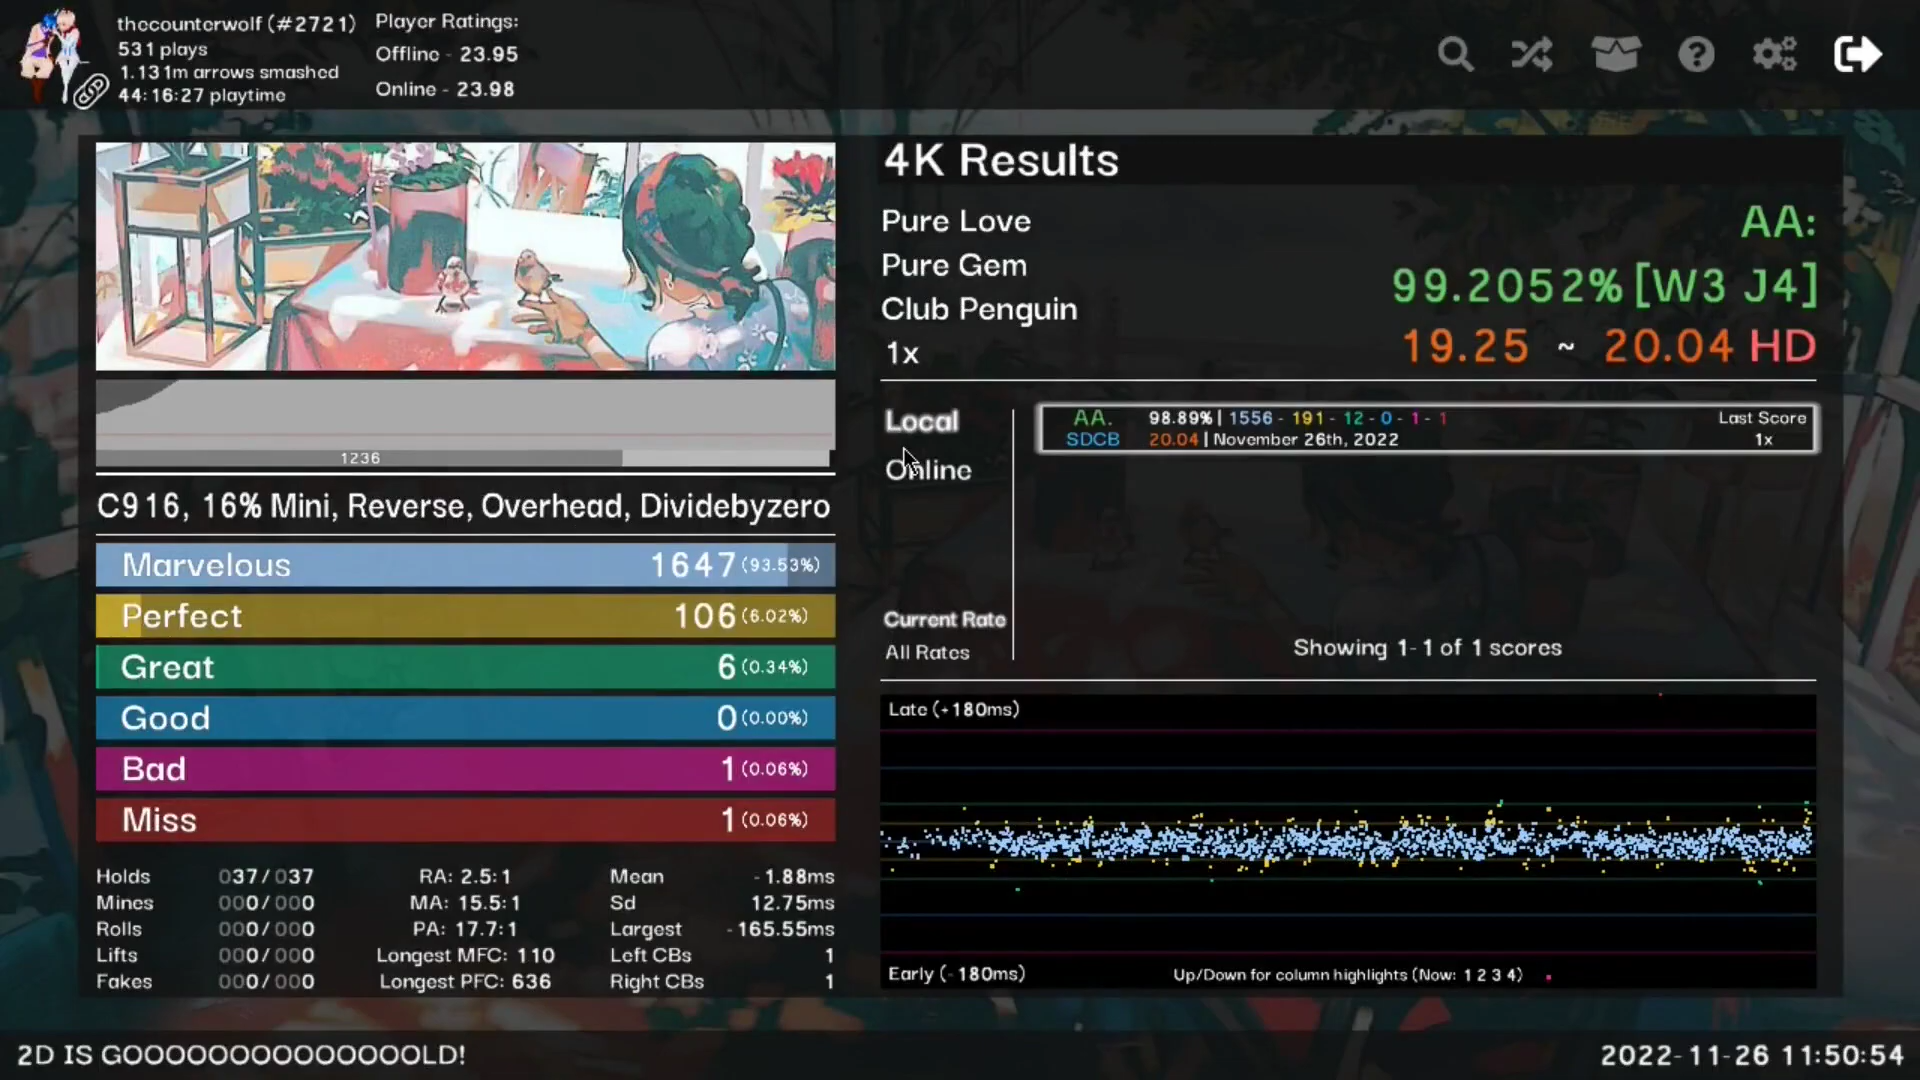 thecounterwolf (#2721)
531 plays
1.131m arrows smashed
44:16:27 playtime
Player Ratings:
Offline - 23.95
Online - 23.98
4K Results
Pure Love
Pure Gem
Club Penguin
1x
AA:
99.2052% [W3 J4]
19.25 ~ 20.04 HD
1236
C916, 16% Mini, Reverse, Overhead, Dividebyzero
Marvelous 1647 (93.53%)
Perfect 106 (6.02%)
Great 6 (0.34%)
Good 0 (0.00%)
Bad 1 (0.06%)
Miss 1 (0.06%)
Holds 037/037
Mines 000/000
Rolls 000/000
Lifts 000/000
Fakes 000/000
RA: 2.5:1
MA: 15.5:1
PA: 17.7:1
Longest MFC: 110
Longest PFC: 636
Mean -1.88ms
Sd 12.75ms
Largest -165.55ms
Left CBs 1
Right CBs 1
Local
Online
Current Rate
All Rates
AA. 98.89% | 1556 - 191 - 12 - 0 - 1 - 1 Last Score
SDCB 20.04 | November 26th, 2022 1x
Showing 1-1 of 1 scores
Late (+180ms)
Early (-180ms)
Up/Down for column highlights (Now: 1 2 3 4)
2D IS GOOOOOOOOOOOOOOOLD!
2022-11-26 11:50:54